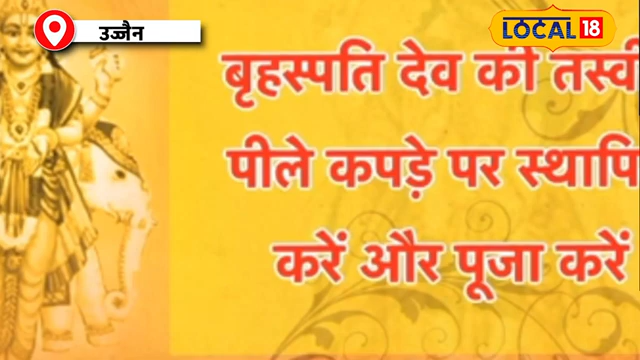 उज्जैन
LOCAL 18
बृहस्पति देव की
पीले कपड़े पर
करें और पूजा करें